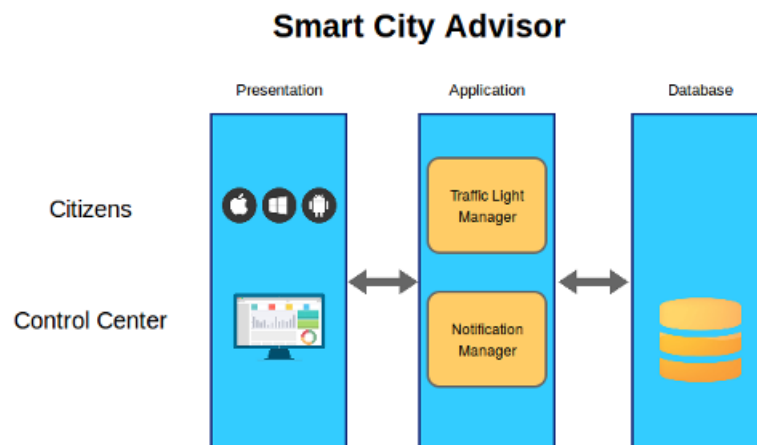 Smart City Advisor
Presentation
Application
Database
Citizens
Traffic Light
Manager
Control Center
Notification
Manager